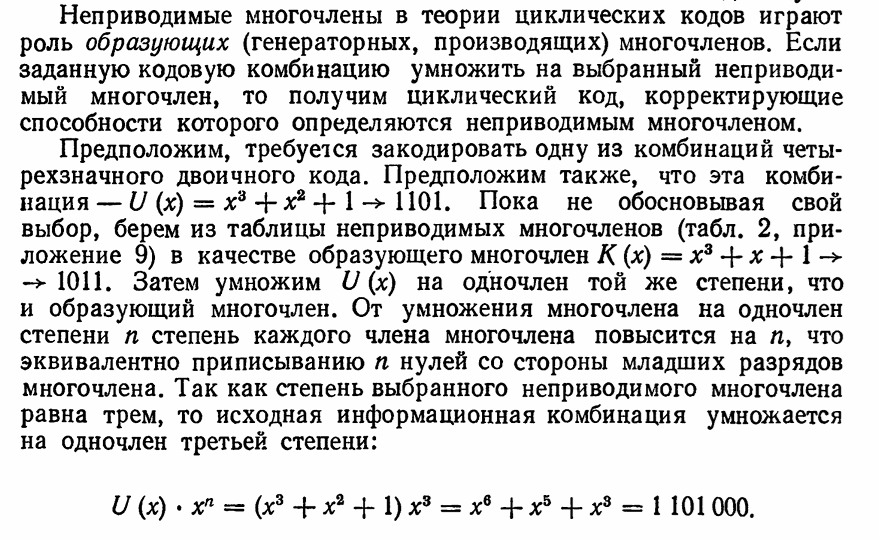 Неприводимые многочлены в теории циклических кодов играют
роль образующих (генераторных, производящих) многочленов. Если
заданную кодовую комбинацию умножить на выбранный неприводи-
мый многочлен, то получим циклический код, корректирующие
способности которого определяются неприводимым многочленом.
Предположим, требуется закодировать одну из комбинаций четы-
рехзначного двоичного кода. Предположим также, что эта комби-
нация — U (x) = x³ + x² + 1 → 1101. Пока не обосновывая свой
выбор, берем из таблицы неприводимых многочленов (табл. 2, при-
ложение 9) в качестве образующего многочлен K (x) = x³ + x + 1 →
→ 1011. Затем умножим U (x) на одночлен той же степени, что
и образующий многочлен. От умножения многочлена на одночлен
степени n степень каждого члена многочлена повысится на n, что
эквивалентно приписыванию n нулей со стороны младших разрядов
многочлена. Так как степень выбранного неприводимого многочлена
равна трем, то исходная информационная комбинация умножается
на одночлен третьей степени:
U (x) · xⁿ = (x³ + x² + 1) x³ = x⁶ + x⁵ + x³ = 1 101 000.